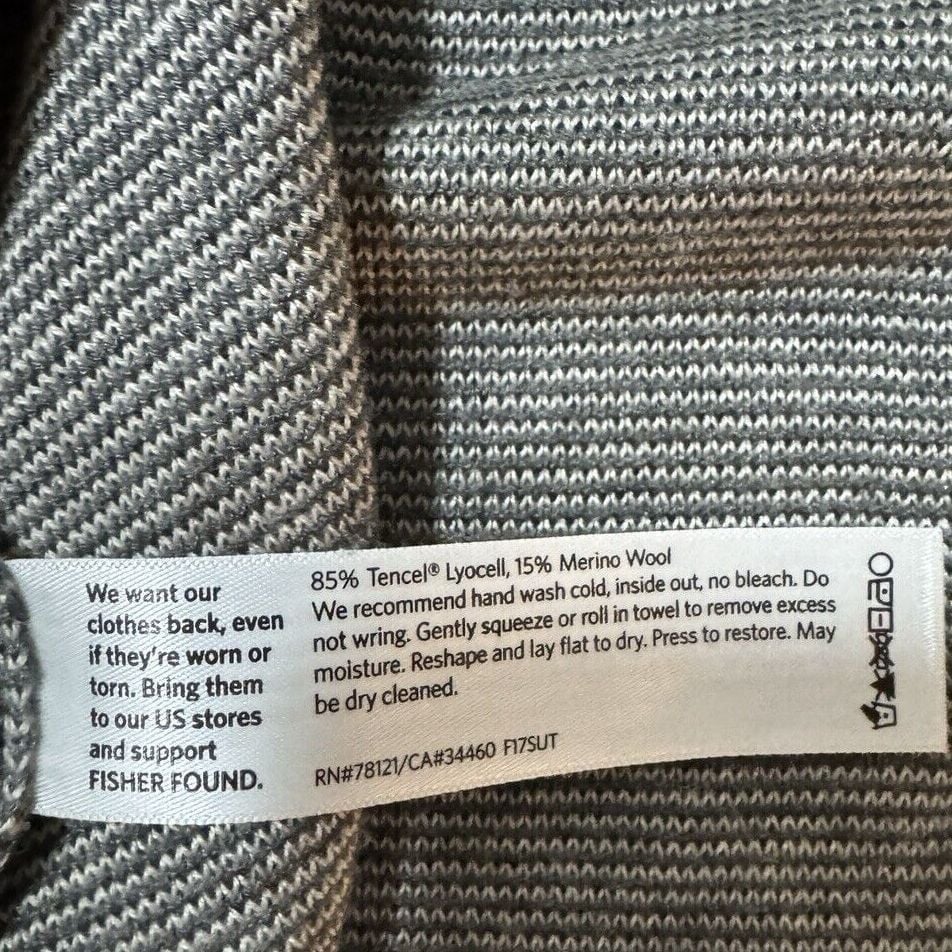 We want our
clothes back, even
if they're worn or
torn. Bring them
to our US stores
and support
FISHER FOUND.
85% Tencel® Lyocell, 15% Merino Wool
We recommend hand wash cold, inside out, no bleach. Do
not wring. Gently squeeze or roll in towel to remove excess
moisture. Reshape and lay flat to dry. Press to restore. May
be dry cleaned.
RN#78121/CA#34460 F17SUT